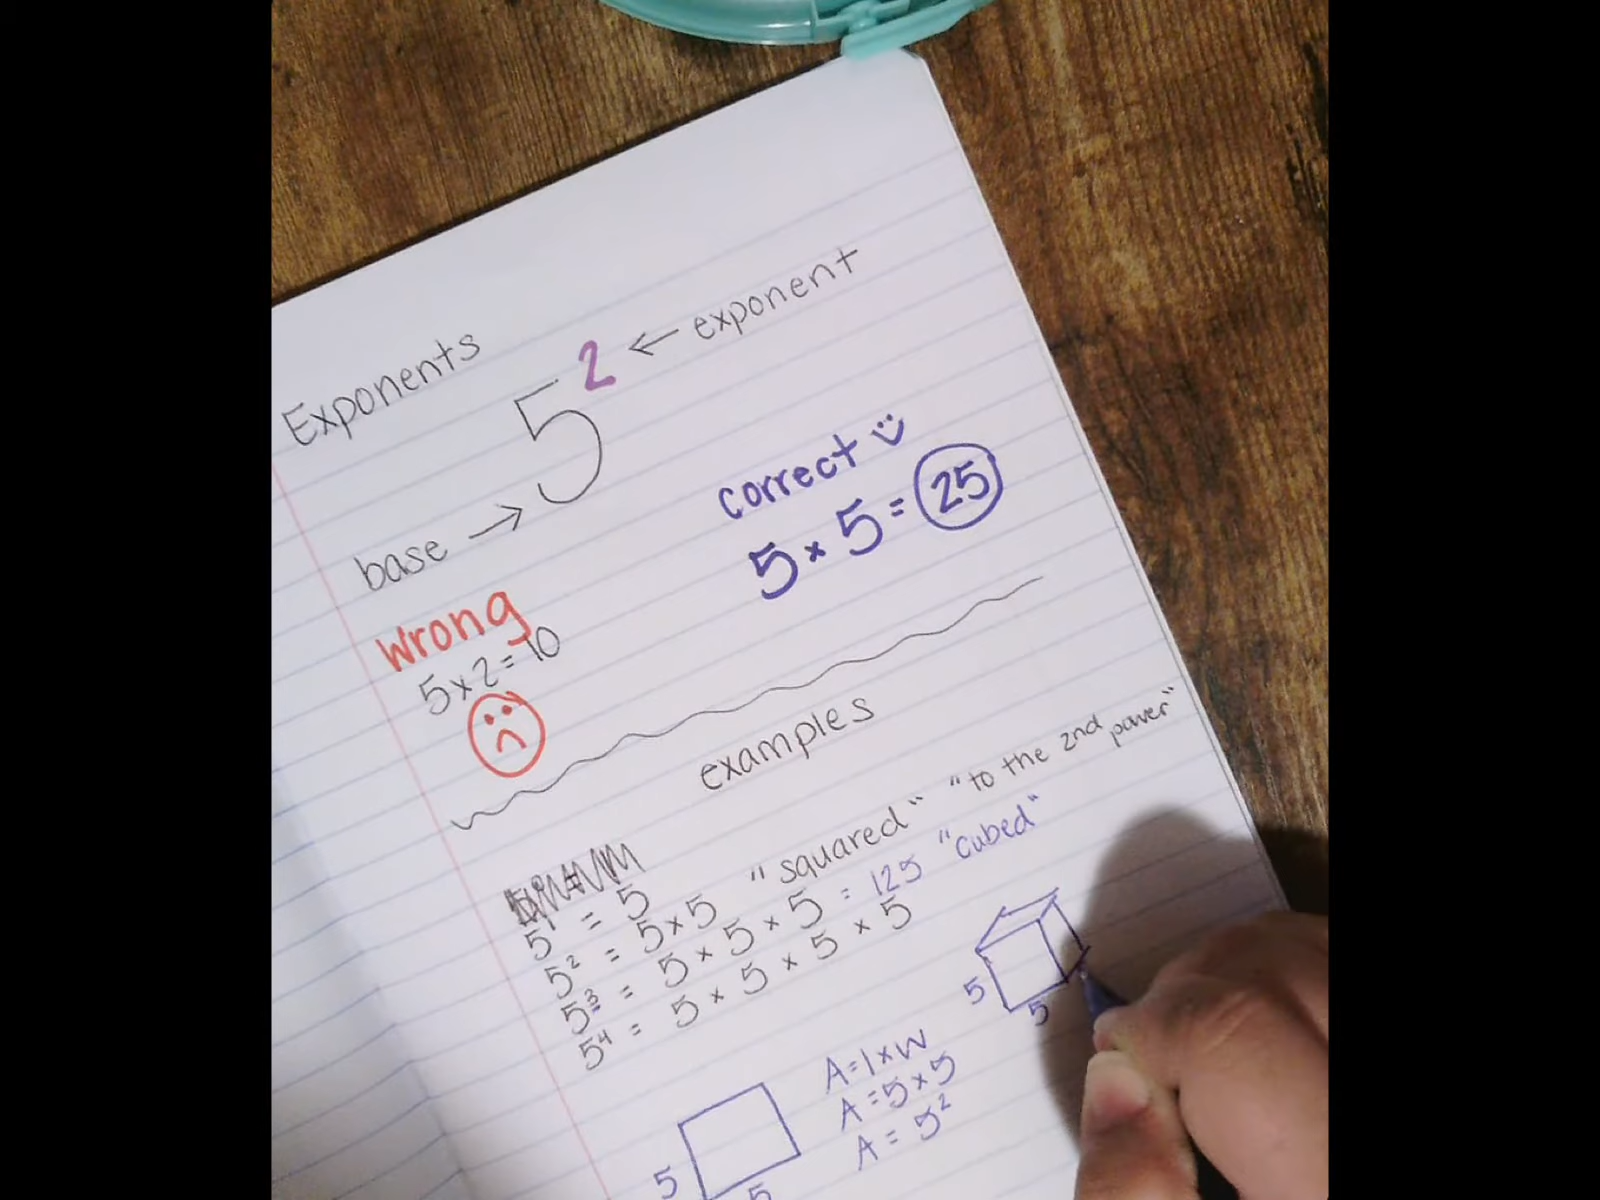 Exponents
5² ← exponent
base →
correct
5 × 5 = 25
wrong
5 × 2 = 10
examples
5¹ = 5
5² = 5 × 5 "squared" "to the 2nd power"
5³ = 5 × 5 × 5 = 125 "cubed"
5⁴ = 5 × 5 × 5 × 5
5
5
A = l × w
A = 5 × 5
A = 5²
5
5